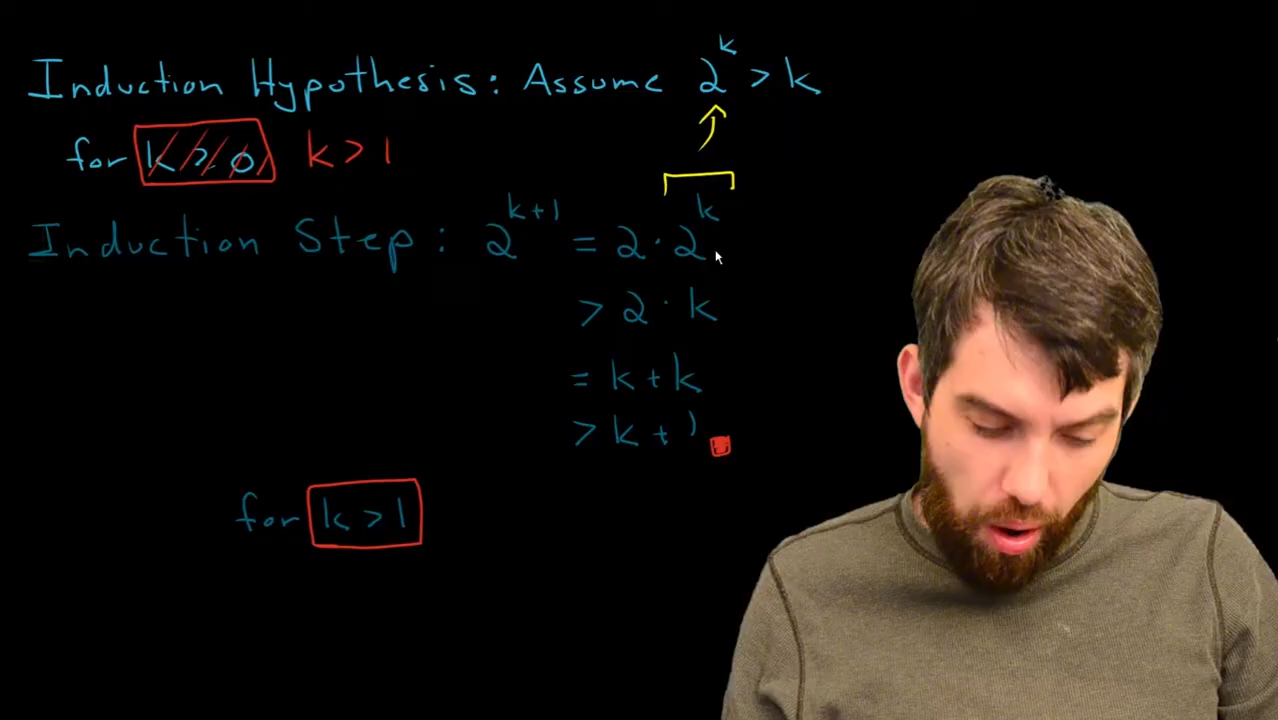 Induction Hypothesis: Assume 2^k > k
for k ≥ 0 k > 1
Induction Step: 2^{k+1} = 2 · 2^k
> 2 · k
= k + k
> k + 1
for k > 1